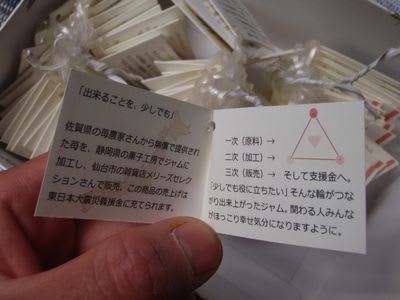 「出来ることを、少しでも」
佐賀県の苺農家さんから無償で提供され
た苺を、静岡県の菓子工房でジャムに
加工し、仙台市の雑貨店メリーズセレク
ションさんで販売。この商品の売上げは
東日本大震災義援金に充てられます。
一次（原料）→
二次（加工）→
三次（販売）→　そして支援金へ。
「少しでも役に立ちたい」そんな輪がつな
がり出来上がったジャム。関わる人みんな
がほっこり幸せ気分になりますように。